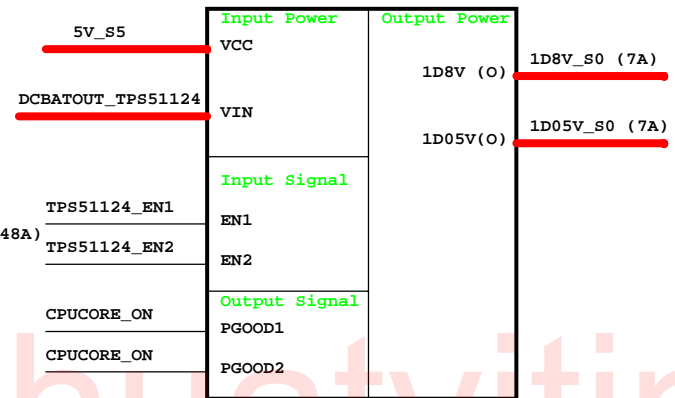 Input Power
Output Power
5V_S5
VCC
1D8V (O)
1D8V_S0 (7A)
DCBATOUT_TPS51124
VIN
1D05V(O)
1D05V_S0 (7A)
Input Signal
TPS51124_EN1
EN1
48A)
TPS51124_EN2
EN2
Output Signal
CPUCORE_ON
PGOOD1
CPUCORE_ON
PGOOD2